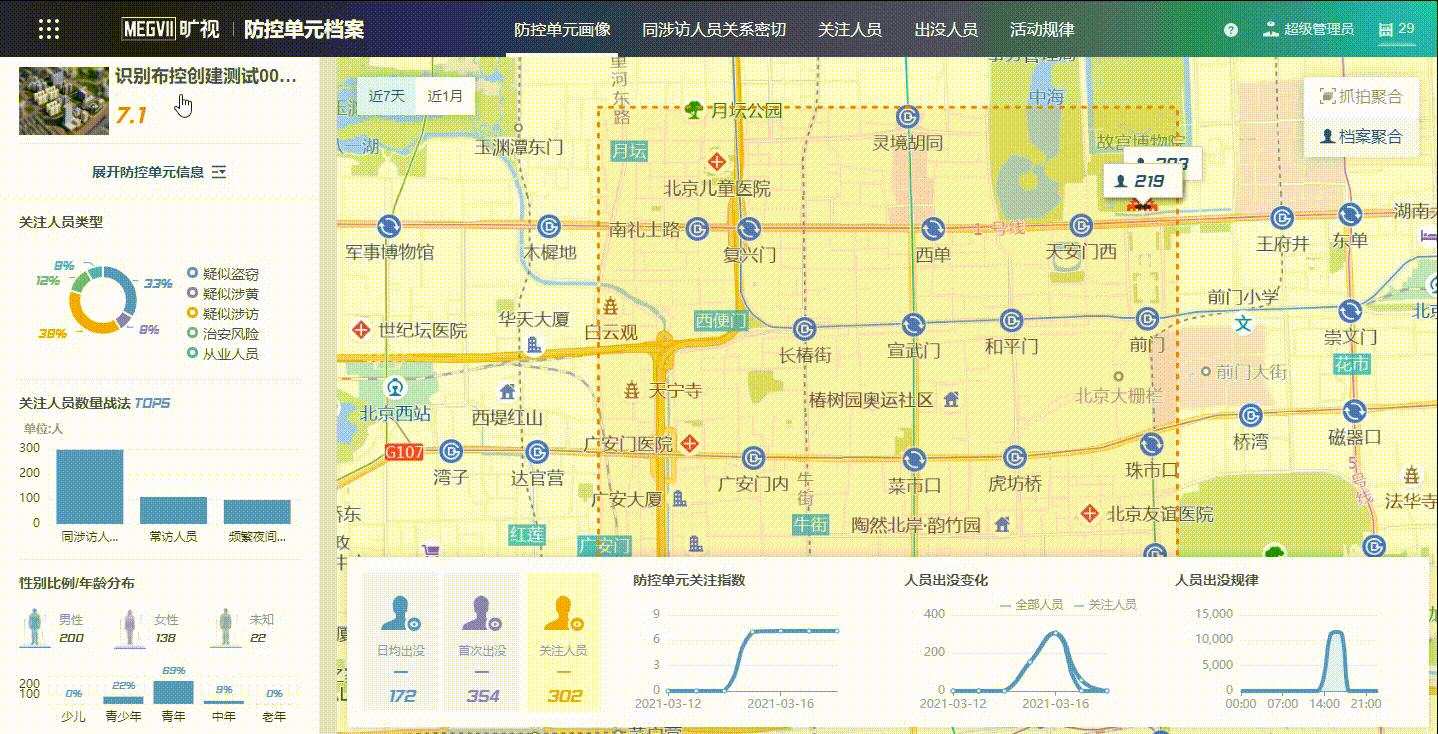 MEGVII 旷视 防控单元档案 防控单元画像 同涉访人员关系密切 关注人员 出没人员 活动规律 超级管理员 29
识别布控创建测试00...
7.1
展开防控单元信息
关注人员类型
8%
12%
33%
38%
8%
疑似盗窃
疑似涉黄
疑似涉访
治安风险
从业人员
关注人员数量战法 TOP5
单位:人
300
200
100
0
同涉访人...
常访人员
频繁夜间...
性别比例/年龄分布
男性
200
女性
138
未知
22
200
100
0%
22%
69%
9%
0%
少儿
青少年
青年
中年
老年
近7天 近1月
抓拍聚合
档案聚合
里河东路
玉渊潭东门
月坛
月坛公园
灵境胡同
中海
故宫博物院
219
北京儿童医院
军事博物馆
木樨地
南礼士路
复兴门
西单
1号线
天安门西
王府井
东单
世纪坛医院
华天大厦
白云观
西便门
长椿街
宣武门
和平门
前门
前门小学
崇文门
花市
北京西站
西堤红山
天宁寺
椿树园奥运社区
北京大栅栏
前门大街
桥湾
磁器口
G107
湾子
达官营
广安门医院
广安门内
菜市口
虎坊桥
珠市口
5号线
法华寺
广安大厦
牛街
牛街
陶然北岸·韵竹园
北京友谊医院
红莲
广安门
日均出没
172
首次出没
354
关注人员
302
防控单元关注指数
9
6
3
0
2021-03-12
2021-03-16
人员出没变化
全部人员 关注人员
400
200
0
2021-03-12
2021-03-16
人员出没规律
15,000
10,000
5,000
0
00:00
07:00
14:00
21:00